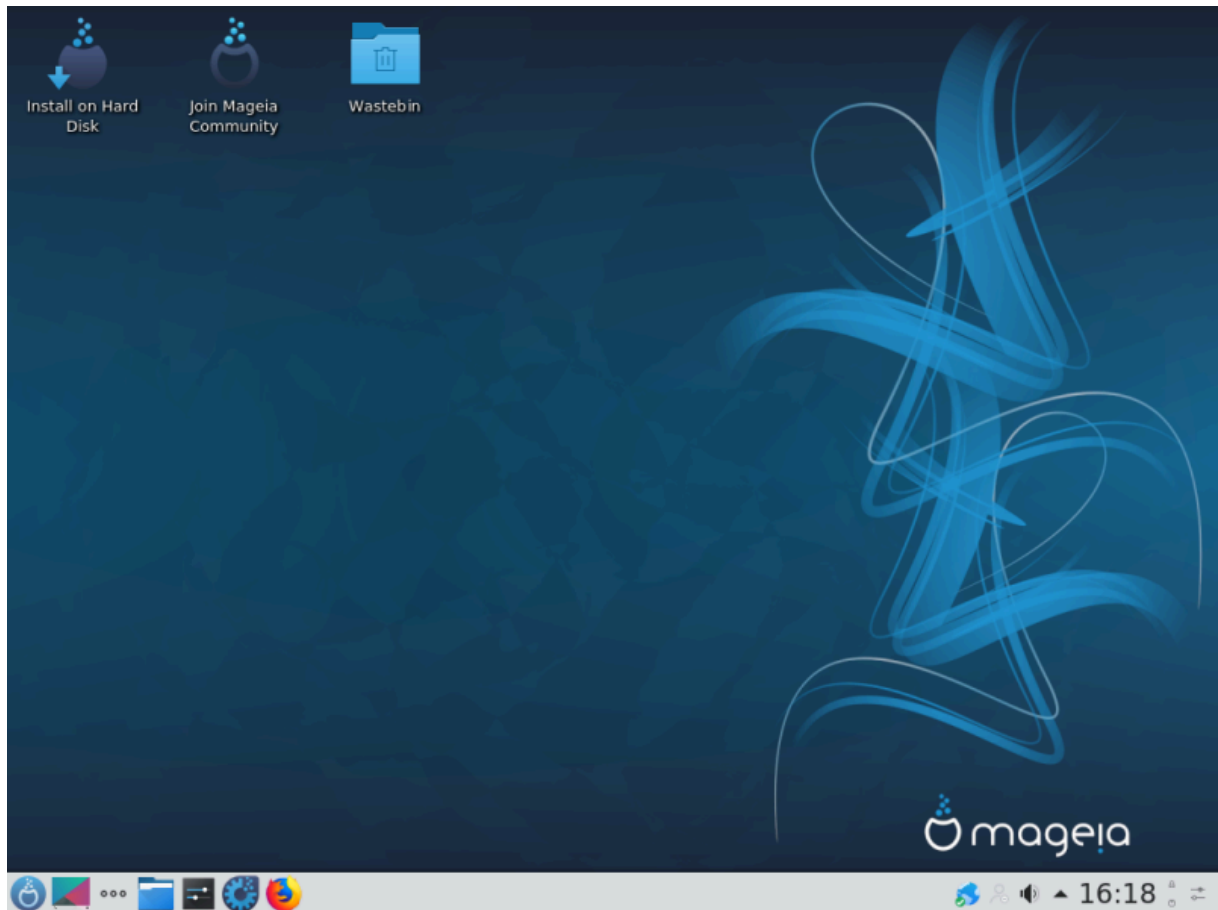 Install on Hard
Disk
Join Mageia
Community
Wastebin
mageia
16:18